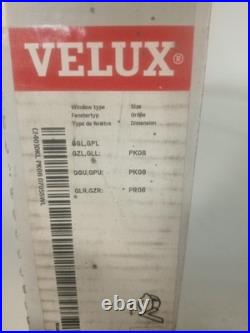 VELUX®
Window type Size
Fenstertyp Größe
Type de fenêtre Dimension
GGL,GPL
GZL,GLL: PK08
GGU,GPU: PK08
GLR,GZR: PR08